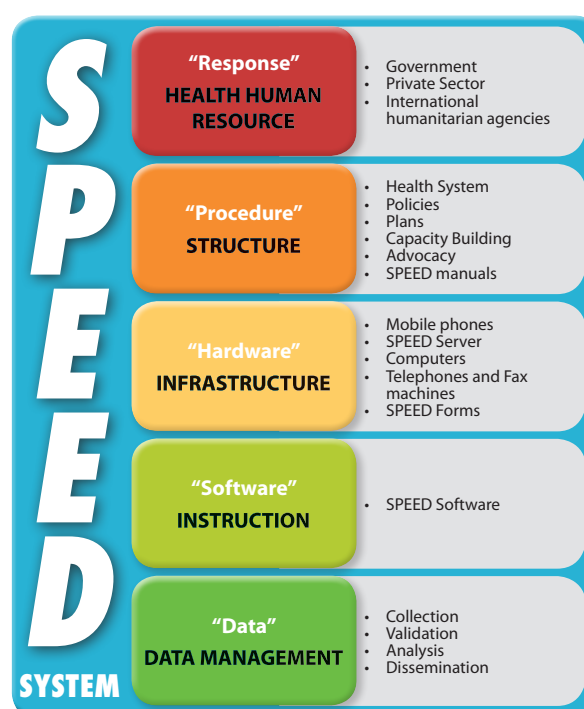 SPEED
SYSTEM
“Response”
HEALTH HUMAN
RESOURCE
• Government
• Private Sector
• International
humanitarian agencies
“Procedure”
STRUCTURE
• Health System
• Policies
• Plans
• Capacity Building
• Advocacy
• SPEED manuals
“Hardware”
INFRASTRUCTURE
• Mobile phones
• SPEED Server
• Computers
• Telephones and Fax
machines
• SPEED Forms
“Software”
INSTRUCTION
• SPEED Software
“Data”
DATA MANAGEMENT
• Collection
• Validation
• Analysis
• Dissemination